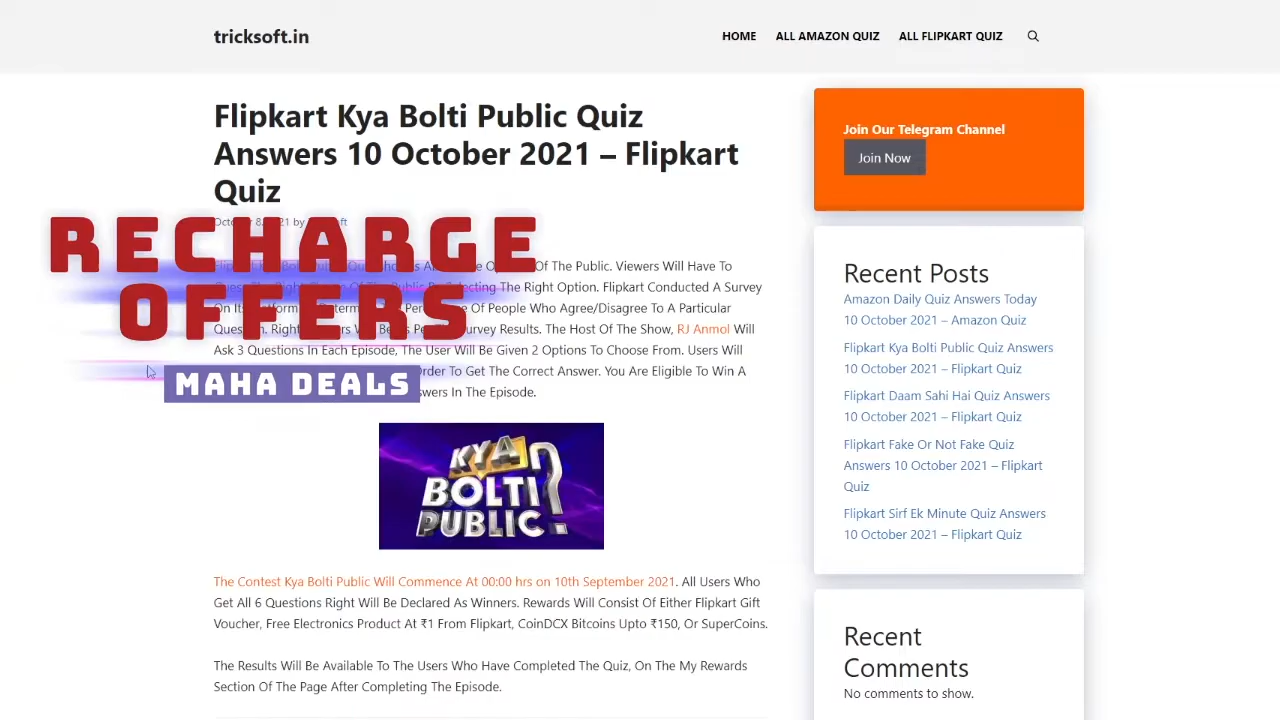 tricksoft.in
HOME
ALL AMAZON QUIZ
ALL FLIPKART QUIZ
Flipkart Kya Bolti Public Quiz
Answers 10 October 2021 – Flipkart
Quiz
RECHARGE
OFFERS
MAHA DEALS
Of The Public. Viewers Will Have To
The Right Option. Flipkart Conducted A Survey
Of People Who Agree/Disagree To A Particular
Survey Results. The Host Of The Show, RJ Anmol Will
Ask 3 Questions In Each Episode, The User Will Be Given 2 Options To Choose From. Users Will
Order To Get The Correct Answer. You Are Eligible To Win A
In The Episode.
KYA
BOLTI
PUBLIC?
The Contest Kya Bolti Public Will Commence At 00:00 hrs on 10th September 2021. All Users Who
Get All 6 Questions Right Will Be Declared As Winners. Rewards Will Consist Of Either Flipkart Gift
Voucher, Free Electronics Product At ₹1 From Flipkart, CoinDCX Bitcoins Upto ₹150, Or SuperCoins.
The Results Will Be Available To The Users Who Have Completed The Quiz, On The My Rewards
Section Of The Page After Completing The Episode.
Join Our Telegram Channel
Join Now
Recent Posts
Amazon Daily Quiz Answers Today
10 October 2021 – Amazon Quiz
Flipkart Kya Bolti Public Quiz Answers
10 October 2021 – Flipkart Quiz
Flipkart Daam Sahi Hai Quiz Answers
10 October 2021 – Flipkart Quiz
Flipkart Fake Or Not Fake Quiz
Answers 10 October 2021 – Flipkart
Quiz
Flipkart Sirf Ek Minute Quiz Answers
10 October 2021 – Flipkart Quiz
Recent
Comments
No comments to show.